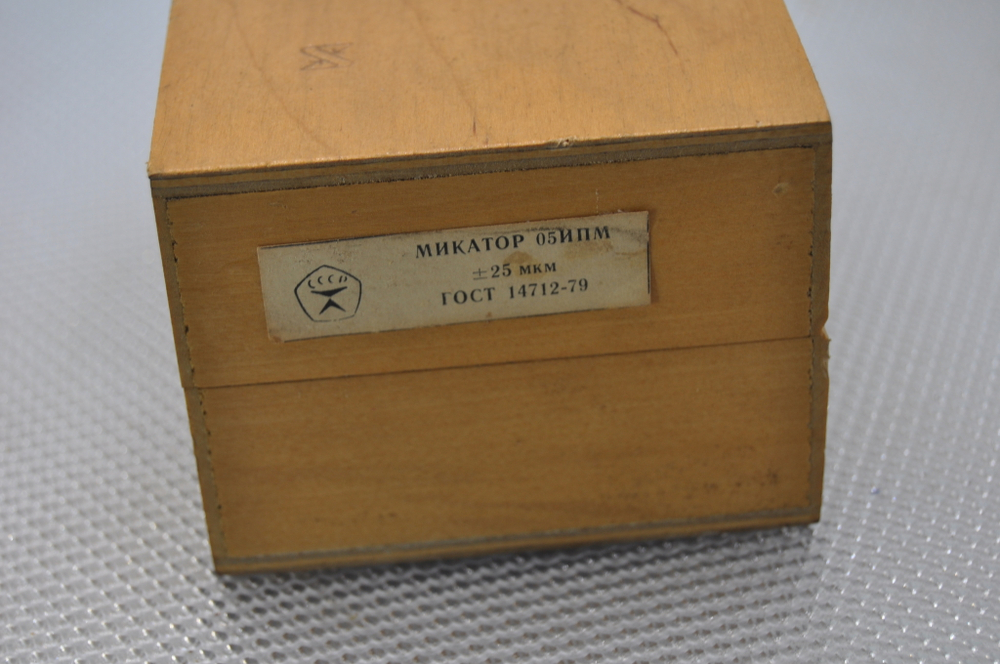 СССР
МИКАТОР 05ИПМ
±25 мкм
ГОСТ 14712-79